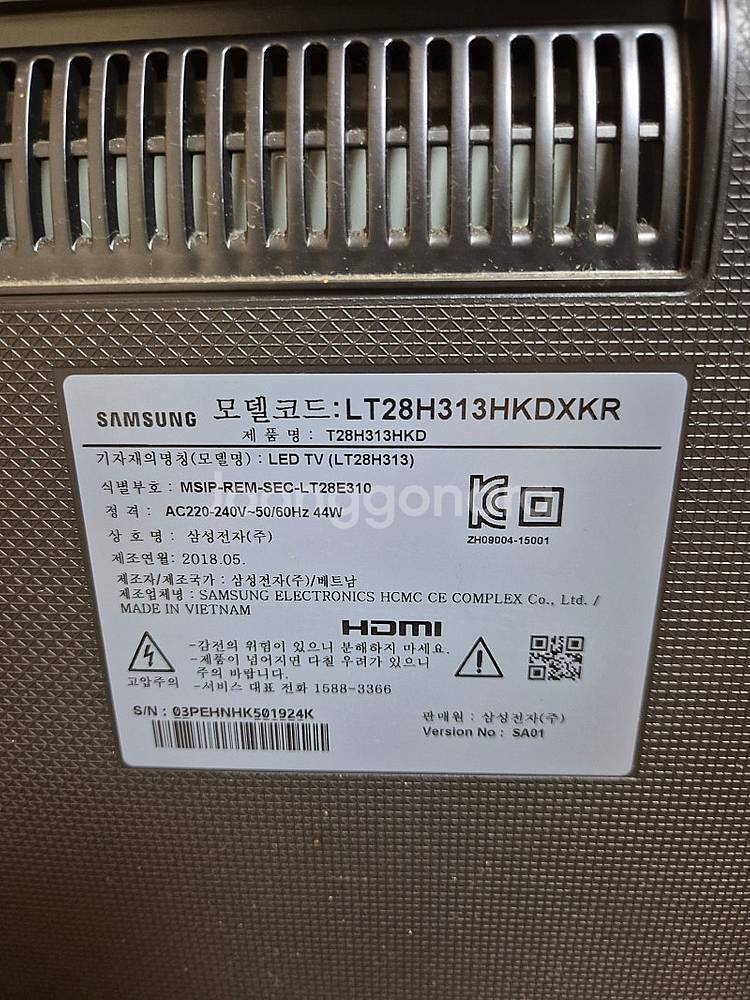 SAMSUNG 모델코드:LT28H313HKDXKR
제 품 명 : T28H313HKD
기자재의명칭(모델명) : LED TV (LT28H313)
식별부호 : MSIP-REM-SEC-LT28E310
정 격 : AC220-240V~50/60Hz 44W
상 호 명 : 삼성전자(주)
ZH09004-15001
제조연월: 2018.05.
제조자/제조국가 : 삼성전자(주)/베트남
제조업체명 : SAMSUNG ELECTRONICS HCMC CE COMPLEX Co., Ltd. /
MADE IN VIETNAM
HDMI
-감전의 위험이 있으니 분해하지 마세요.
-제품이 넘어지면 다칠 우려가 있으니
주의 바랍니다.
-서비스 대표 전화 1588-3366
고압주의
S/N : 03PEHNHK501924K
판매원 : 삼성전자(주)
Version No : SA01